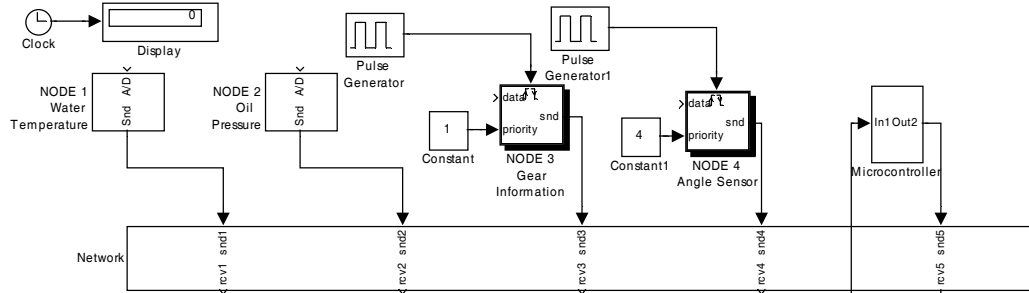 0
Clock
Display
Pulse
Generator
Pulse
Generator1
NODE 1
Water
Temperature
A/D
Snd
NODE 2
Oil
Pressure
A/D
Snd
1
Constant
data
priority
snd
NODE 3
Gear
Information
4
Constant1
data
priority
snd
NODE 4
Angle Sensor
In1Out2
Microcontroller
Network
snd1
rcv1
snd2
rcv2
snd3
rcv3
snd4
rcv4
snd5
rcv5